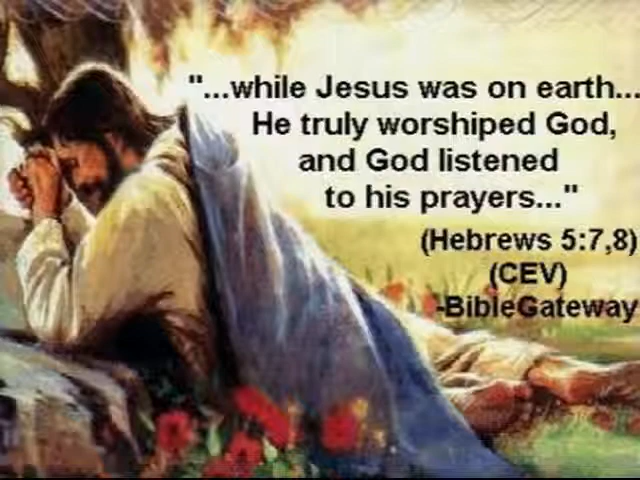 "...while Jesus was on earth...
He truly worshiped God,
and God listened
to his prayers..."
(Hebrews 5:7,8)
(CEV)
-BibleGateway